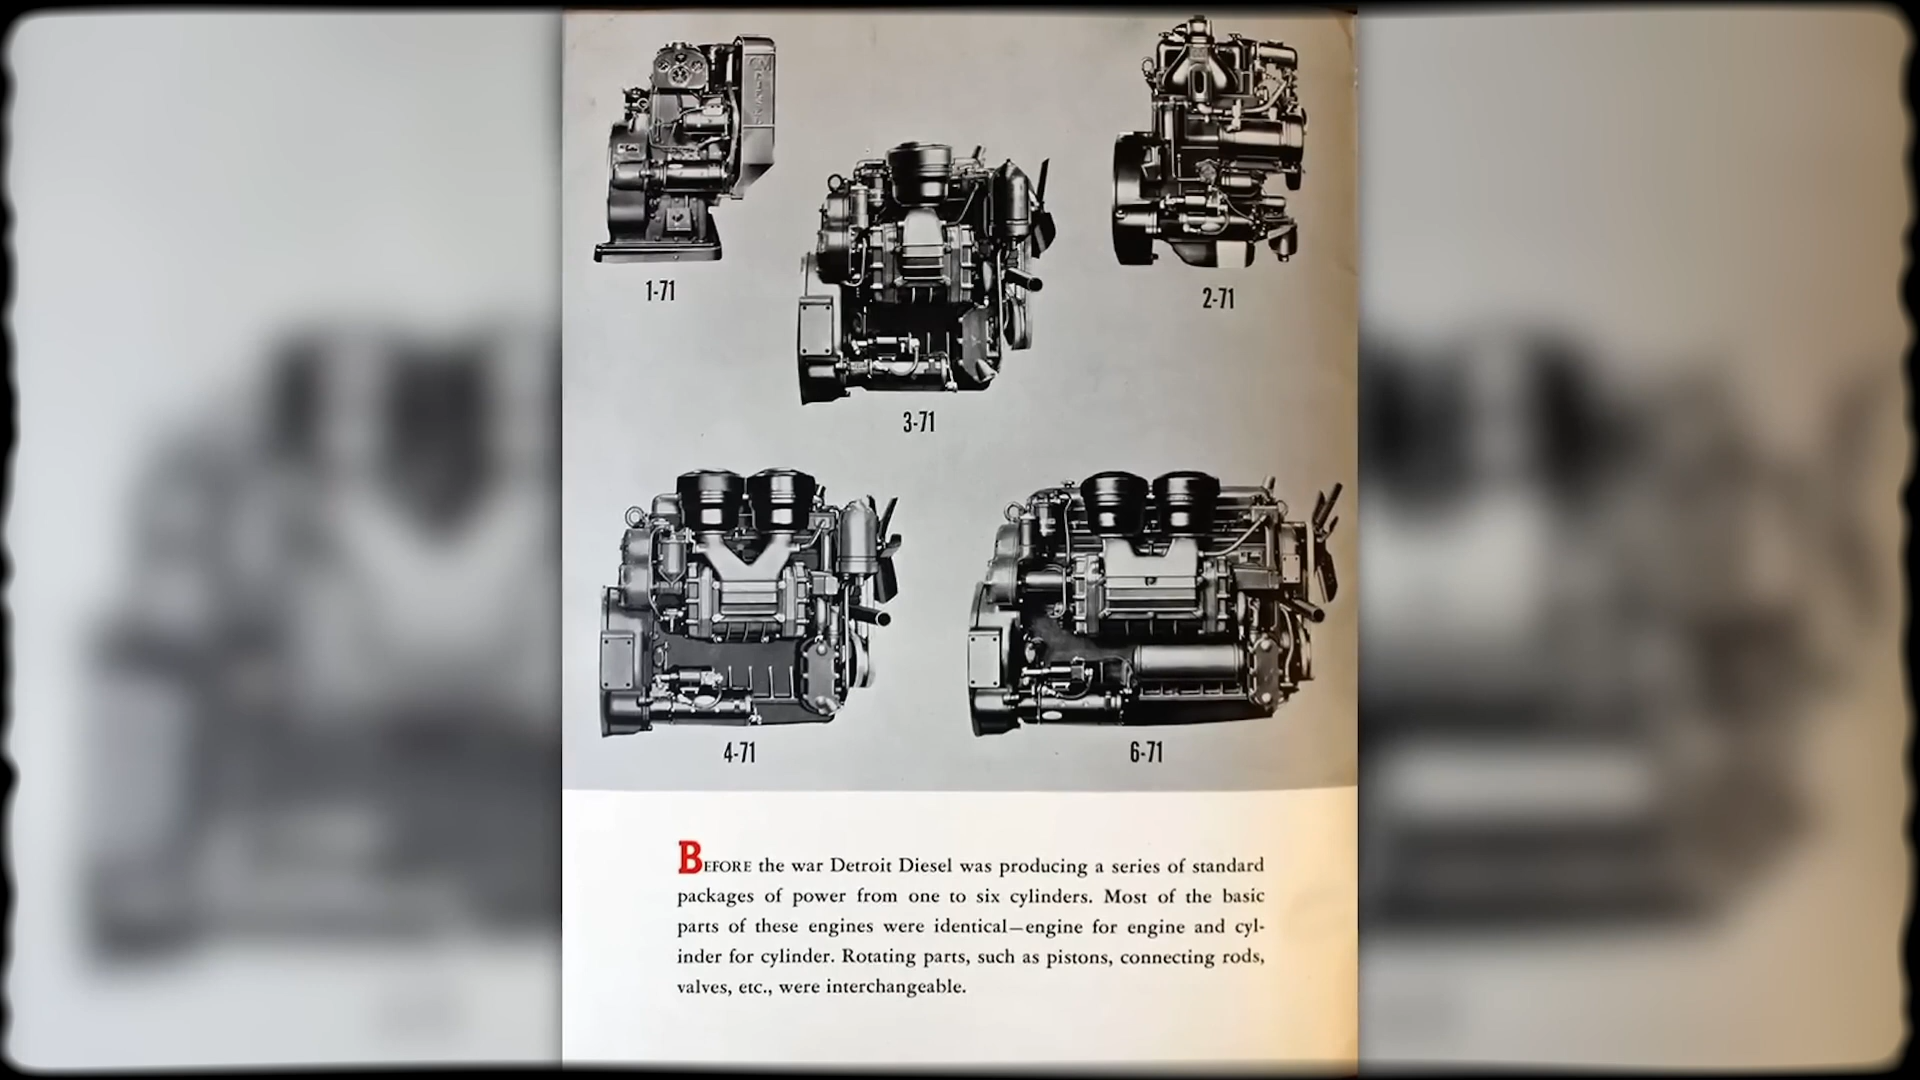 GM
DIESEL
1-71
2-71
3-71
4-71
6-71
BEFORE the war Detroit Diesel was producing a series of standard
packages of power from one to six cylinders. Most of the basic
parts of these engines were identical—engine for engine and cyl-
inder for cylinder. Rotating parts, such as pistons, connecting rods,
valves, etc., were interchangeable.